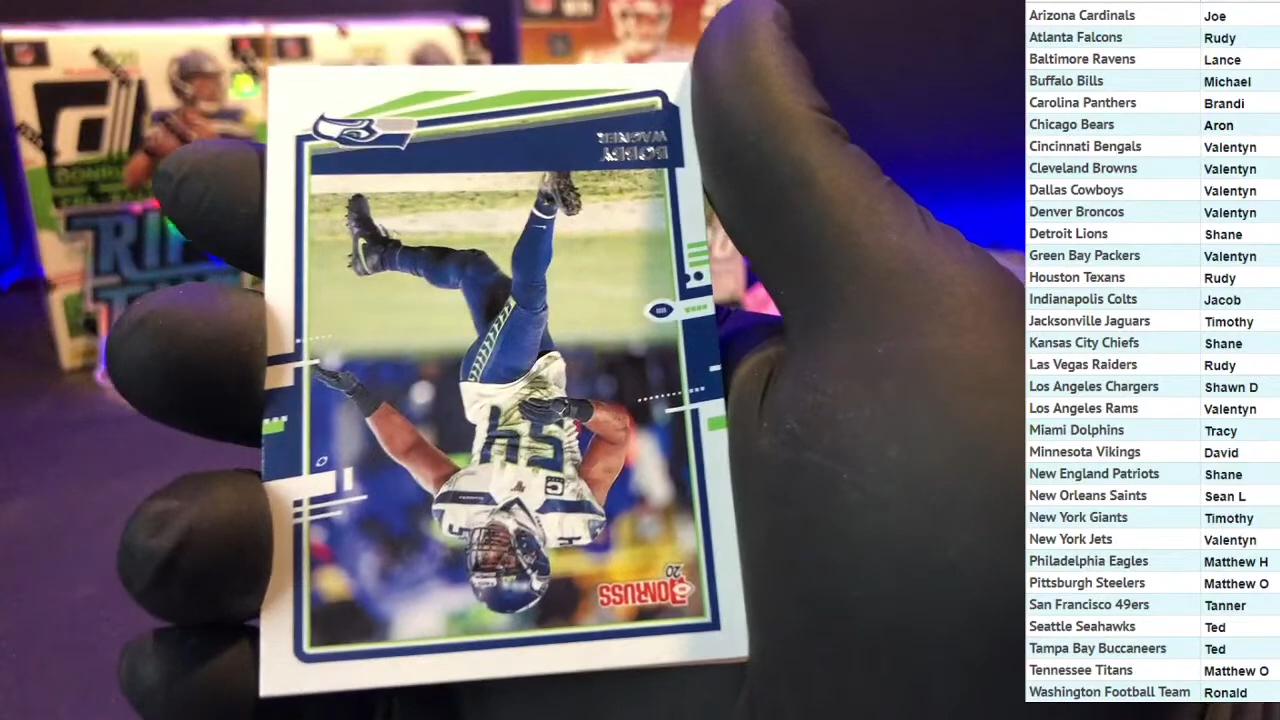 BOBBY
WAGNER
54
DONRUSS
20
Arizona Cardinals Joe
Atlanta Falcons Rudy
Baltimore Ravens Lance
Buffalo Bills Michael
Carolina Panthers Brandi
Chicago Bears Aron
Cincinnati Bengals Valentyn
Cleveland Browns Valentyn
Dallas Cowboys Valentyn
Denver Broncos Valentyn
Detroit Lions Shane
Green Bay Packers Valentyn
Houston Texans Rudy
Indianapolis Colts Jacob
Jacksonville Jaguars Timothy
Kansas City Chiefs Shane
Las Vegas Raiders Rudy
Los Angeles Chargers Shawn D
Los Angeles Rams Valentyn
Miami Dolphins Tracy
Minnesota Vikings David
New England Patriots Shane
New Orleans Saints Sean L
New York Giants Timothy
New York Jets Valentyn
Philadelphia Eagles Matthew H
Pittsburgh Steelers Matthew O
San Francisco 49ers Tanner
Seattle Seahawks Ted
Tampa Bay Buccaneers Ted
Tennessee Titans Matthew O
Washington Football Team Ronald